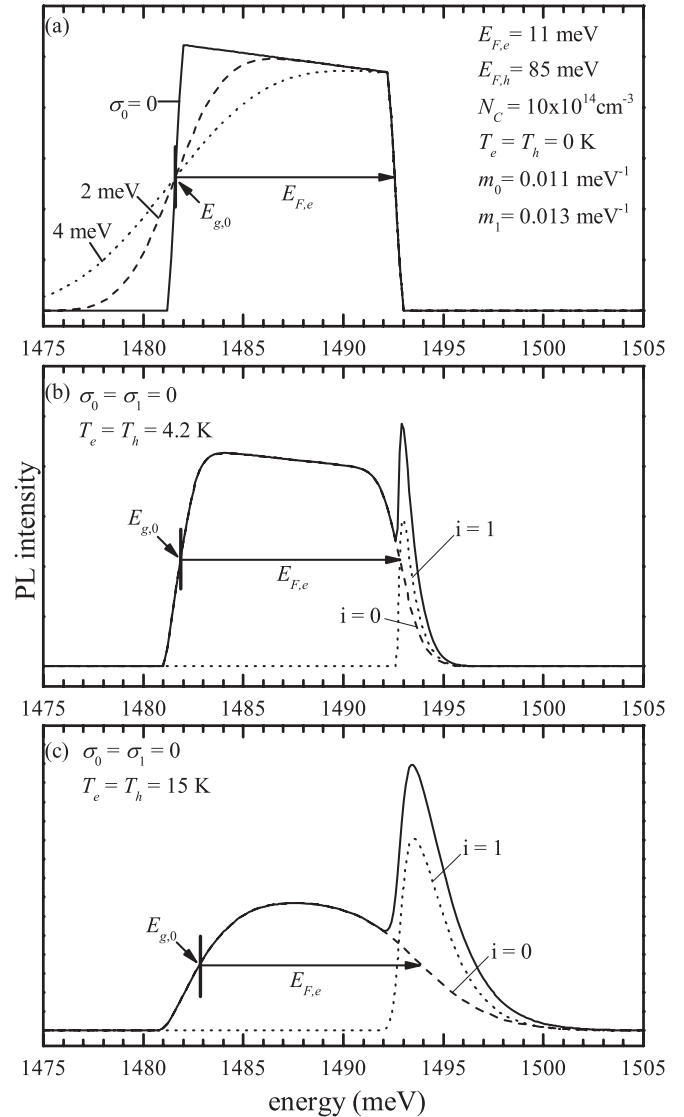 (a)
E_{F,e} = 11 meV
E_{F,h} = 85 meV
N_C = 10x10^{14}cm^{-3}
T_e = T_h = 0 K
m_0 = 0.011 meV^{-1}
m_1 = 0.013 meV^{-1}
σ_0 = 0
2 meV
4 meV
E_{g,0}
E_{F,e}
1475 1480 1485 1490 1495 1500 1505
(b)
σ_0 = σ_1 = 0
T_e = T_h = 4.2 K
E_{g,0}
E_{F,e}
i = 1
i = 0
PL intensity
1475 1480 1485 1490 1495 1500 1505
(c)
σ_0 = σ_1 = 0
T_e = T_h = 15 K
E_{g,0}
E_{F,e}
i = 1
i = 0
1475 1480 1485 1490 1495 1500 1505
energy (meV)